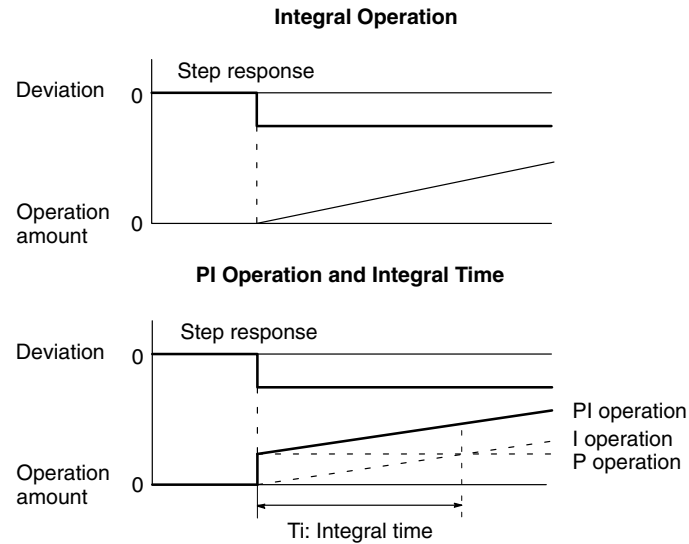 Integral Operation
Step response
Deviation 0
Operation
amount
0
PI Operation and Integral Time
Step response
Deviation 0
PI operation
I operation
P operation
Operation
amount
0
Ti: Integral time